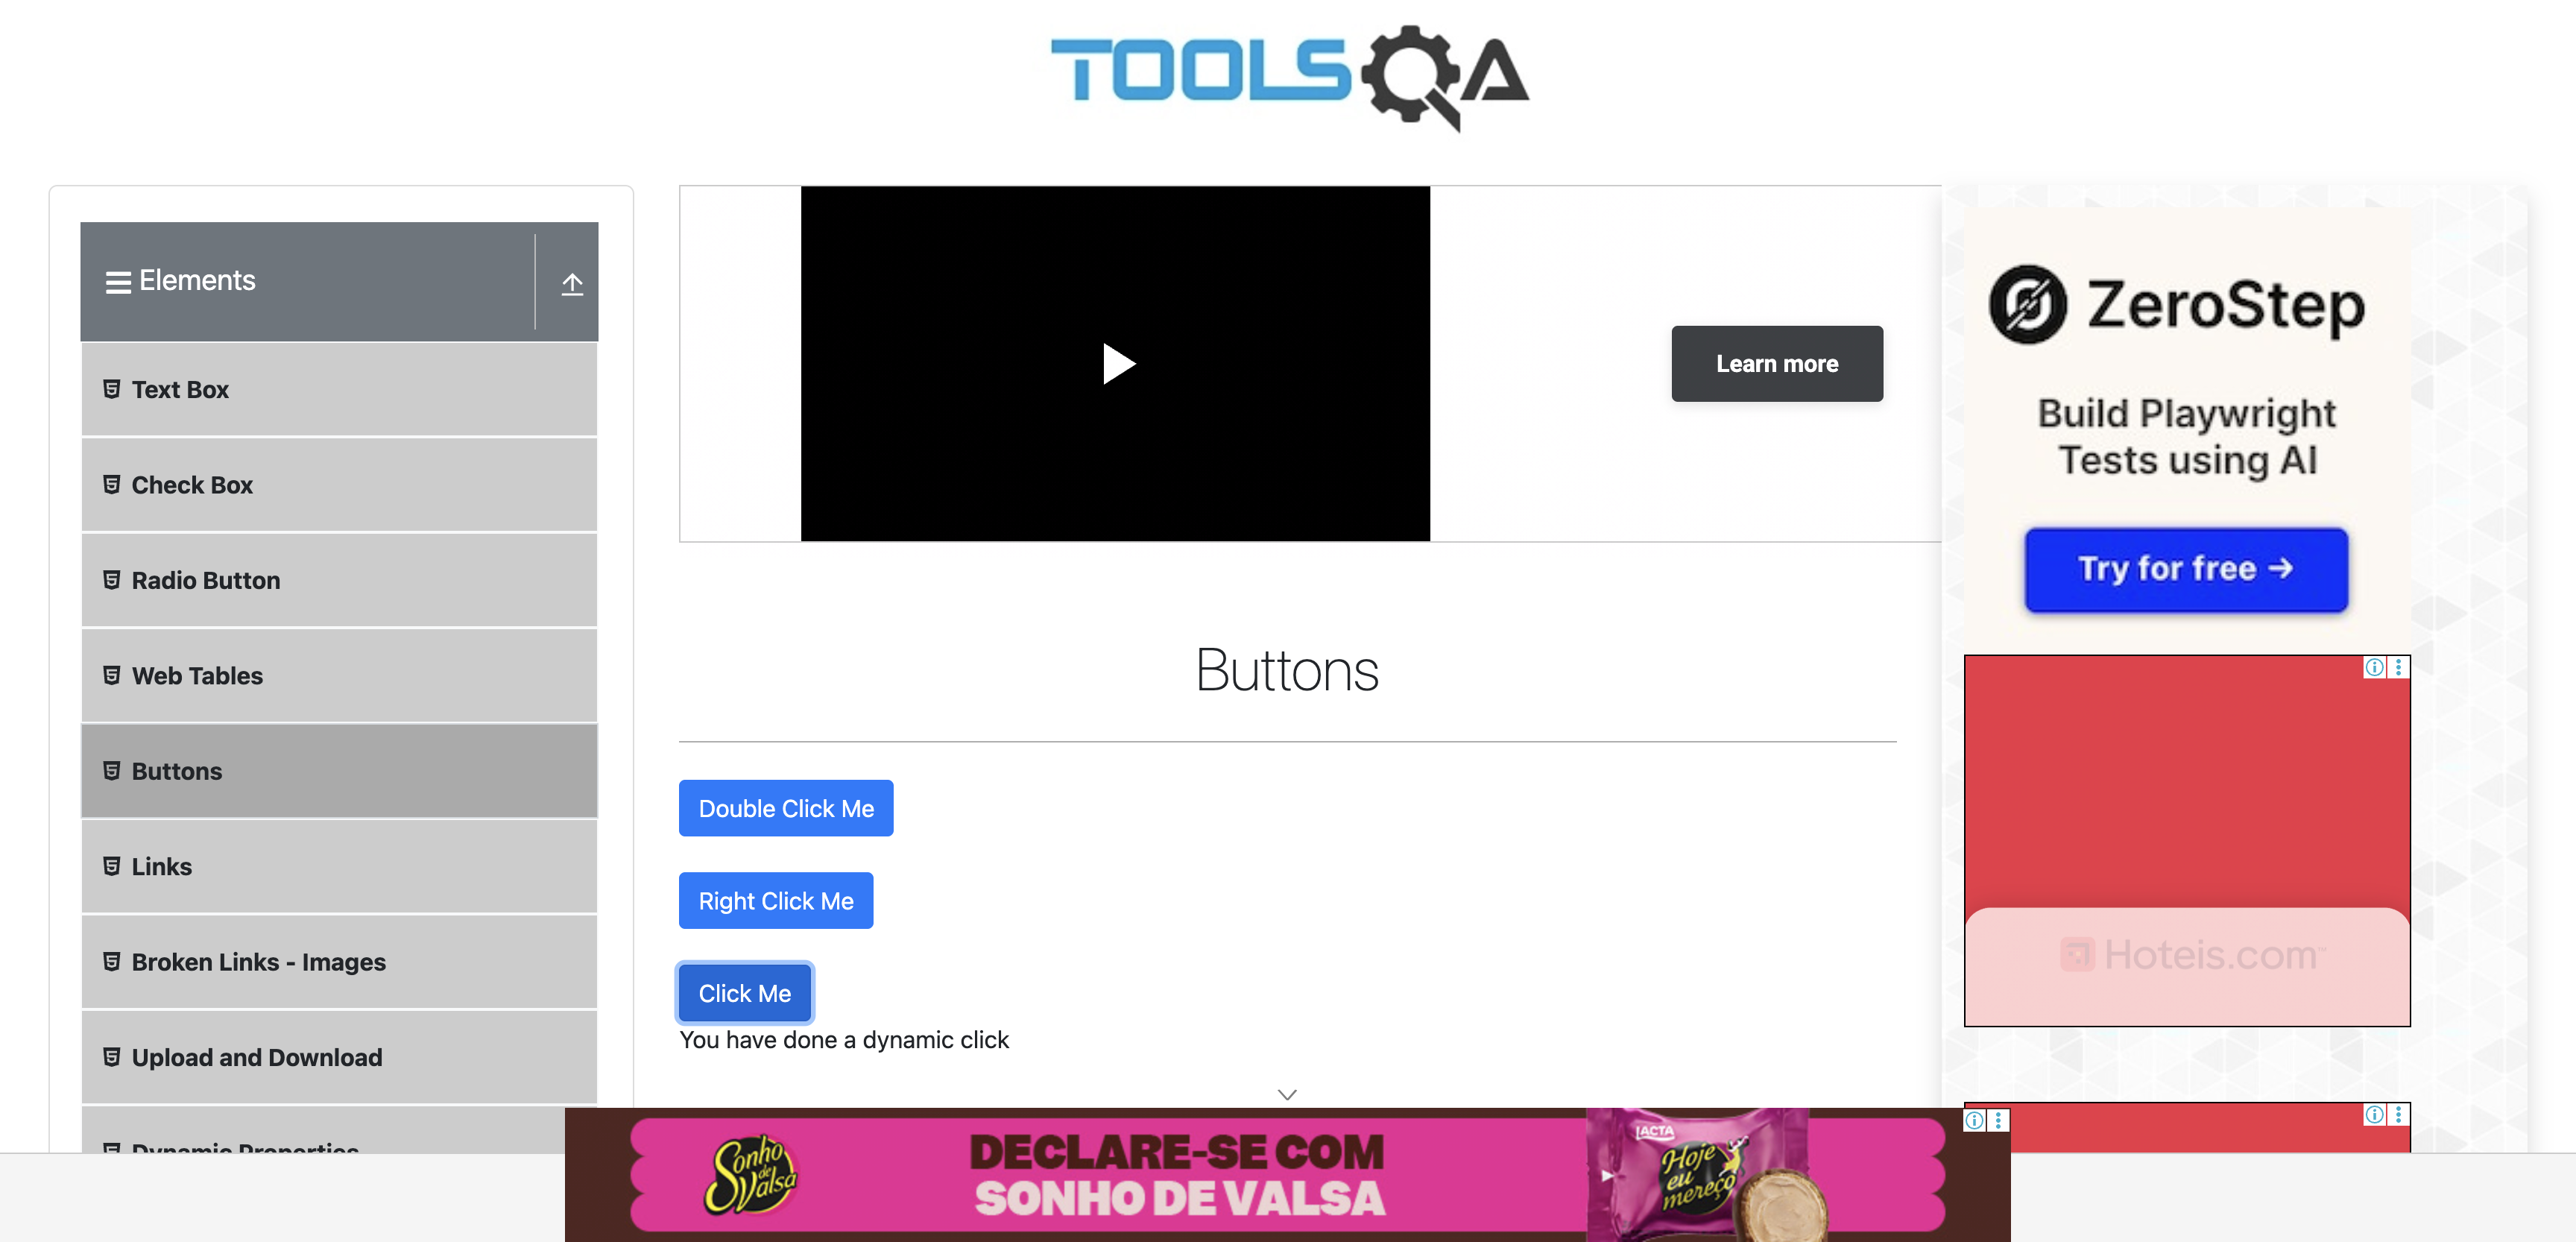 TOOLSQA
Elements
Text Box
Check Box
Radio Button
Web Tables
Buttons
Links
Broken Links - Images
Upload and Download
Dynamic Properties
Learn more
Buttons
Double Click Me
Right Click Me
Click Me
You have done a dynamic click
ZeroStep
Build Playwright
Tests using AI
Try for free →
Hoteis.com
Sonho
de
Valsa
DECLARE-SE COM
SONHO DE VALSA
LACTA
Hoje
eu
mereço